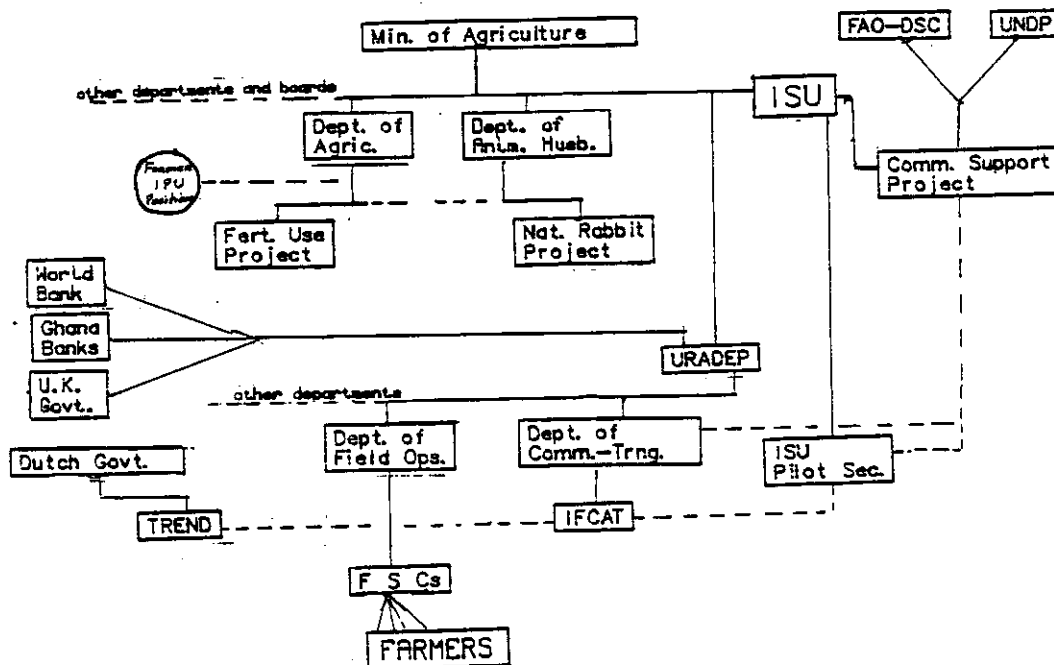 FAO-DSC
UNDP
Min. of Agriculture
other departments and boards
ISU
Dept. of
Agric.
Dept. of
Anim. Husb.
Former
IPU
Position
Comm. Support
Project
Fert. Use
Project
Nat. Rabbit
Project
World
Bank
Ghana
Banks
URADEP
U.K.
Govt.
other departments
Dept. of
Field Ops.
Dept. of
Comm.-Trng.
ISU
Pilot Sec.
Dutch Govt.
TREND
IFCAT
F S Cs
FARMERS